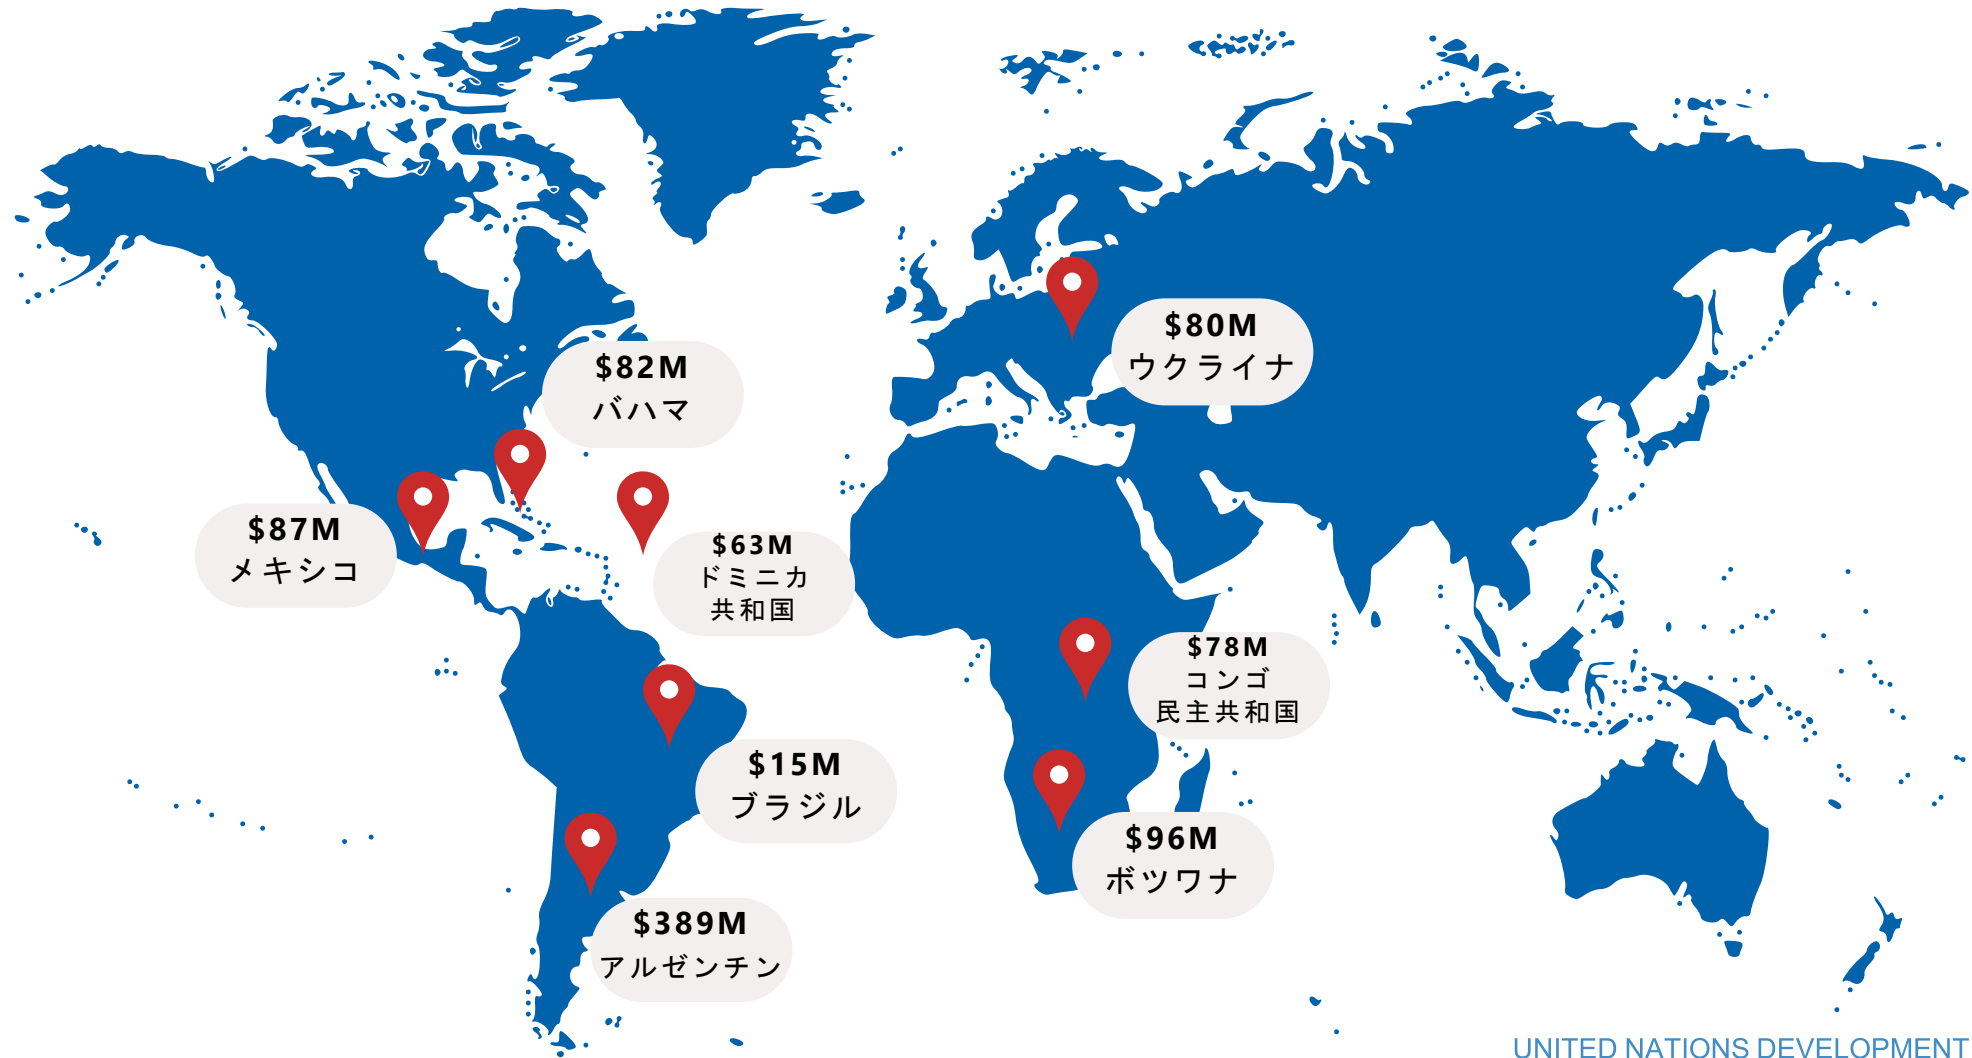 $80M
ウクライナ
$82M
バハマ
$87M
メキシコ
$63M
ドミニカ
共和国
$78M
コンゴ
民主共和国
$15M
ブラジル
$96M
ボツワナ
$389M
アルゼンチン
UNITED NATIONS DEVELOPMENT